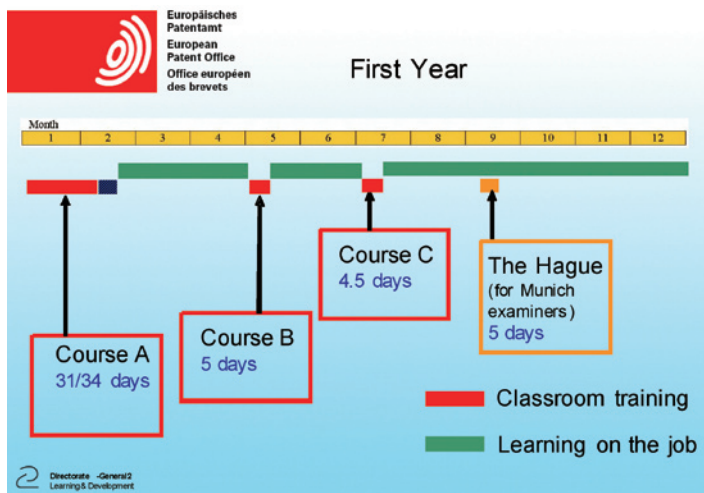 Europäisches
Patentamt
European
Patent Office
Office européen
des brevets
First Year
Month
1 2 3 4 5 6 7 8 9 10 11 12
Course A
31/34 days
Course B
5 days
Course C
4.5 days
The Hague
(for Munich
examiners)
5 days
Classroom training
Learning on the job
Directorate -General2
Learning & Development